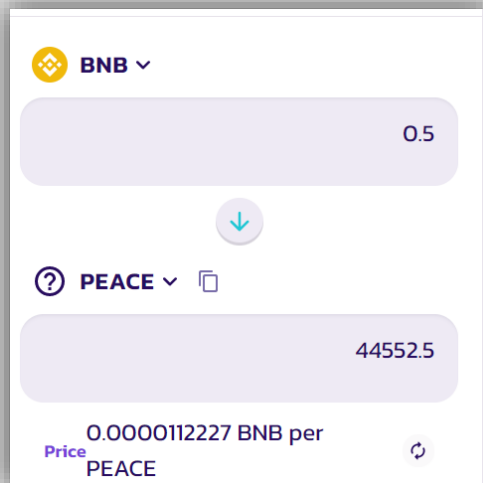 BNB
0.5
PEACE
44552.5
Price 0.0000112227 BNB per
PEACE